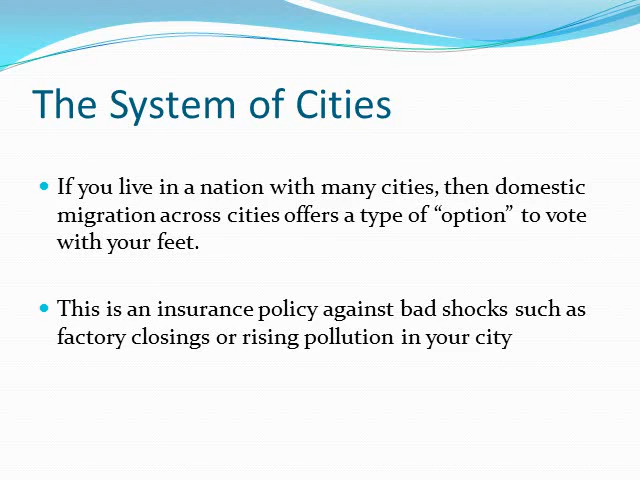 The System of Cities
• If you live in a nation with many cities, then domestic
migration across cities offers a type of “option” to vote
with your feet.
• This is an insurance policy against bad shocks such as
factory closings or rising pollution in your city